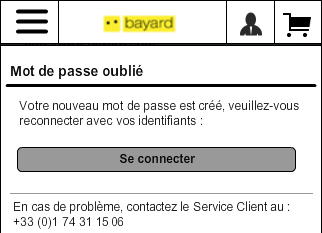 bayard
Mot de passe oublié
Votre nouveau mot de passe est créé, veuillez-vous
reconnecter avec vos identifiants :
Se connecter
En cas de problème, contactez le Service Client au :
+33 (0)1 74 31 15 06